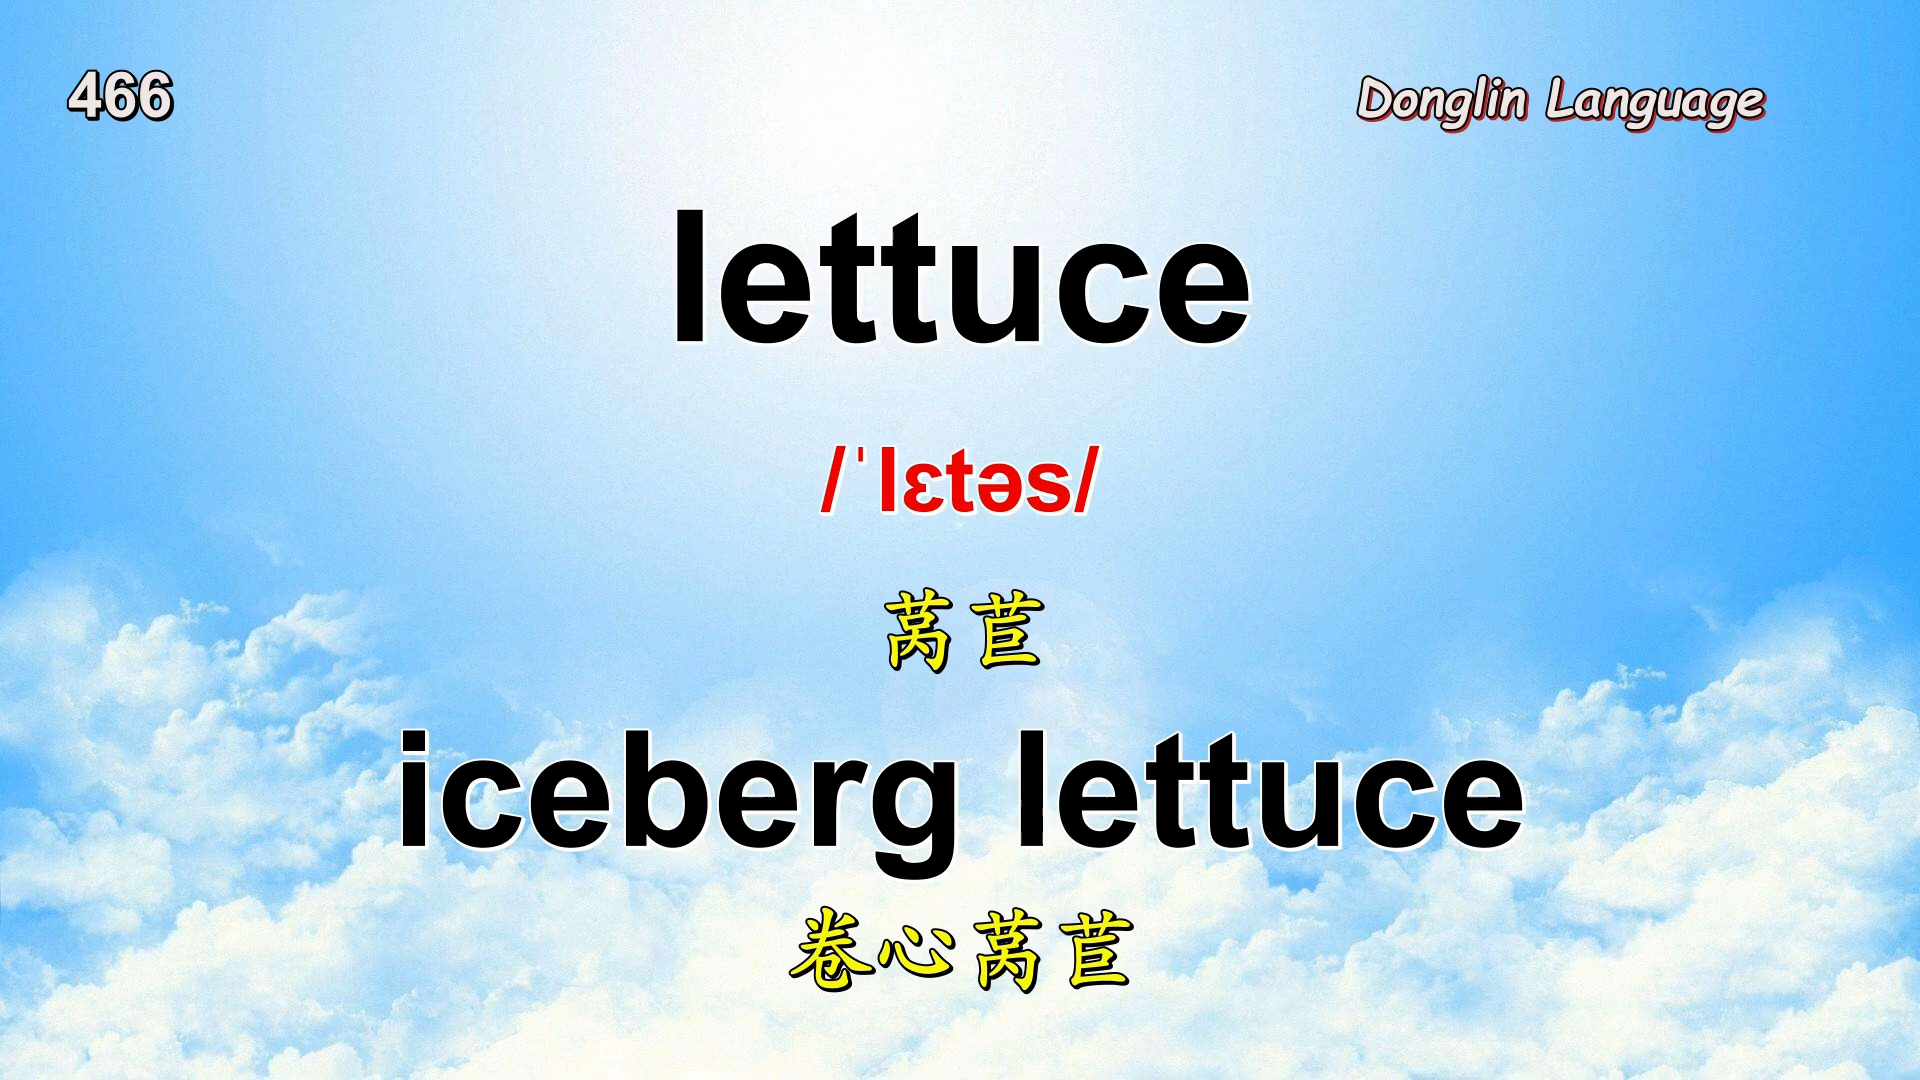 466
Donglin Language
lettuce
/ˈlɛtəs/
莴苣
iceberg lettuce
卷心莴苣